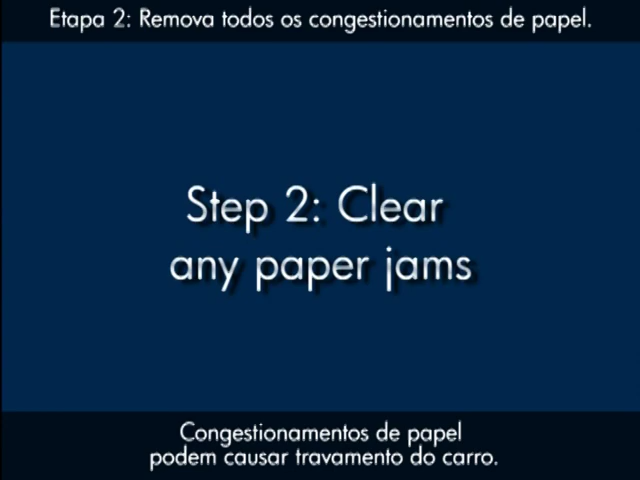 Etapa 2: Remova todos os congestionamentos de papel.
Step 2: Clear
any paper jams
Congestionamentos de papel
podem causar travamento do carro.